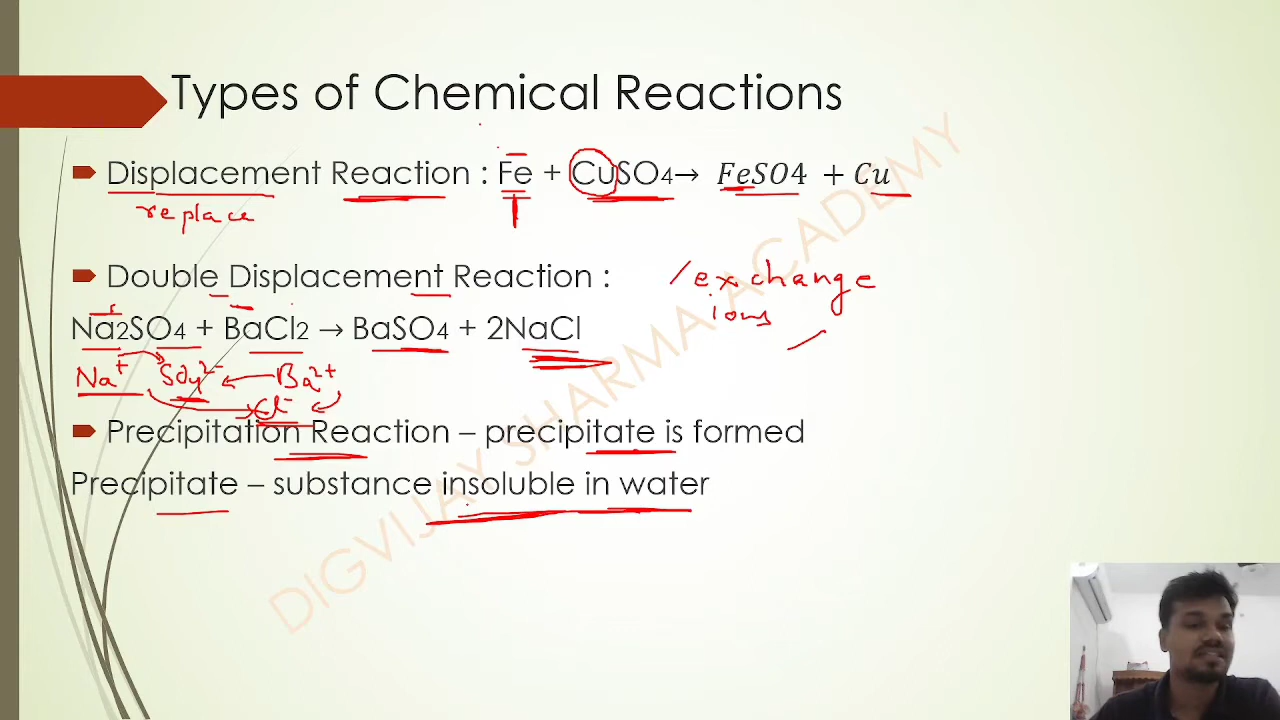 Types of Chemical Reactions
Displacement Reaction : Fe + CuSO4→ FeSO4 + Cu
replace
Double Displacement Reaction :
/exchange
ions
Na2SO4 + BaCl2 → BaSO4 + 2NaCl
Na+ SO4 2- Ba2+
Cl-
Precipitation Reaction – precipitate is formed
Precipitate – substance insoluble in water
DIGVIJAY SHARMA ACADEMY